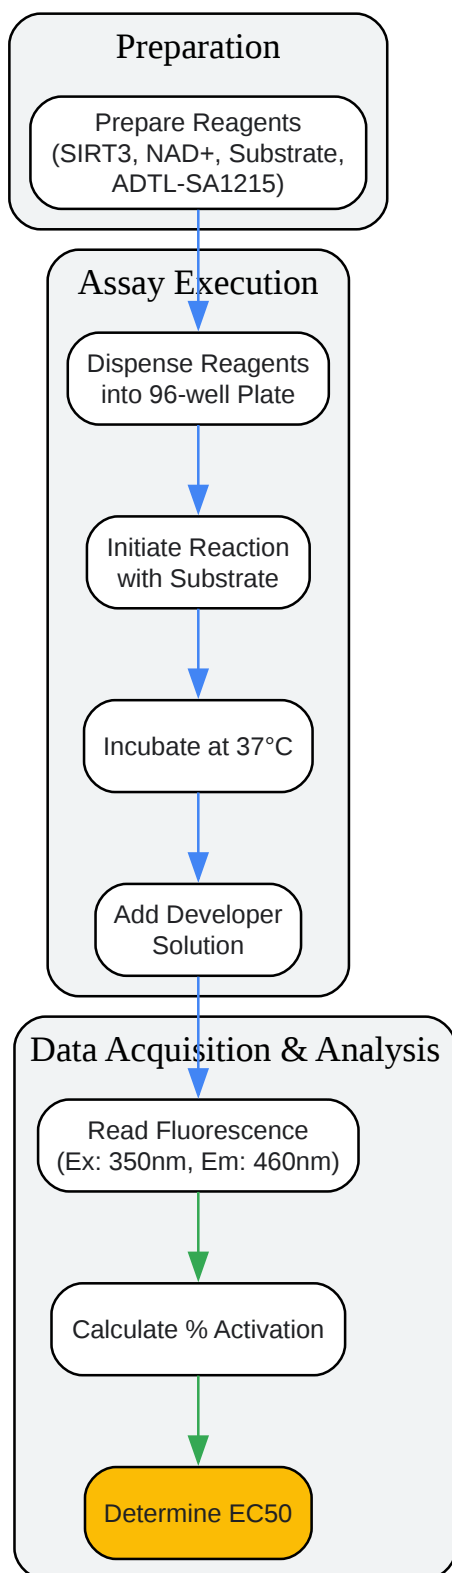 Preparation
Prepare Reagents
(SIRT3, NAD+, Substrate,
ADTL-SA1215)
Assay Execution
Dispense Reagents
into 96-well Plate
Initiate Reaction
with Substrate
Incubate at 37°C
Add Developer
Solution
Data Acquisition & Analysis
Read Fluorescence
(Ex: 350nm, Em: 460nm)
Calculate % Activation
Determine EC50